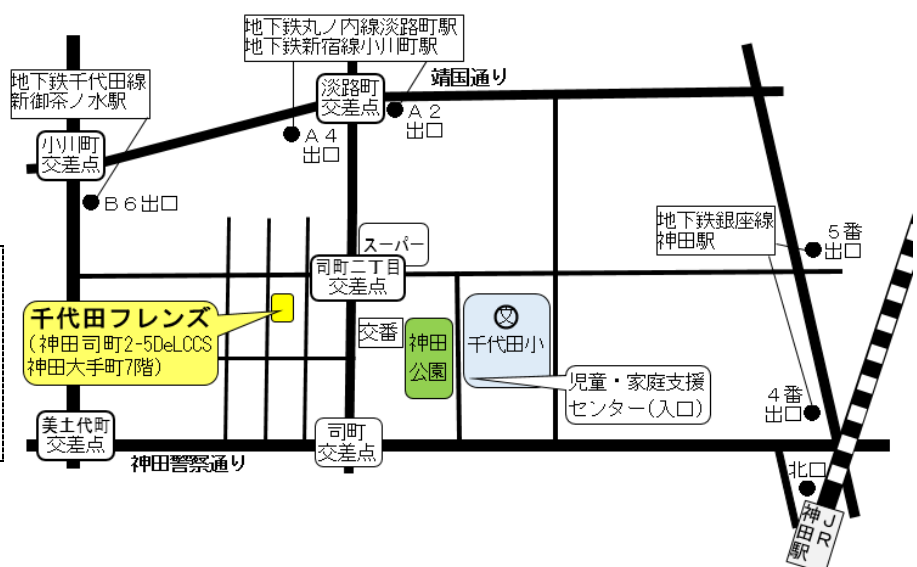 地下鉄丸ノ内線淡路町駅
地下鉄新宿線小川町駅
靖国通り
地下鉄千代田線
新御茶ノ水駅
淡路町
交差点
Ａ２
出口
Ａ４
出口
小川町
交差点
Ｂ６出口
地下鉄銀座線
神田駅
５番
出口
スーパー
司町二丁目
交差点
千代田フレンズ
(神田司町2-5DeLCCS
神田大手町7階)
交番
神田
公園
文
千代田小
児童・家庭支援
センター(入口)
４番
出口
美土代町
交差点
司町
交差点
神田警察通り
北口
ＪＲ
神田駅